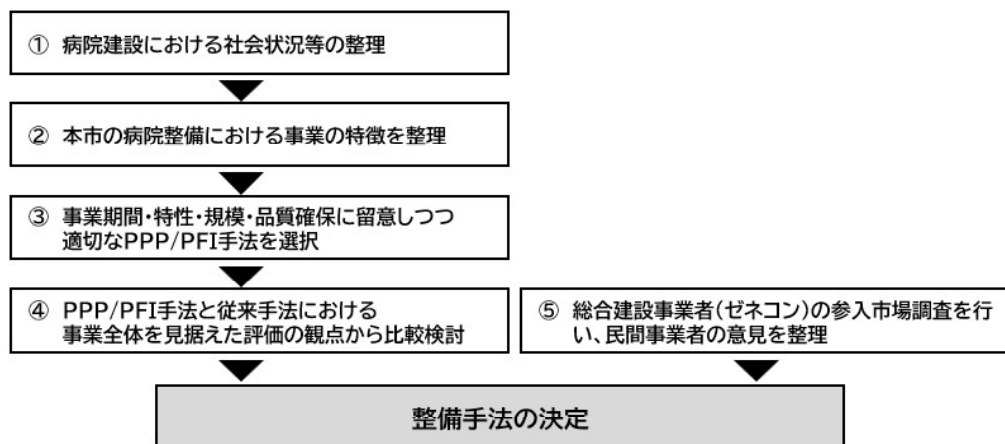 ① 病院建設における社会状況等の整理
② 本市の病院整備における事業の特徴を整理
③ 事業期間・特性・規模・品質確保に留意しつつ
適切なPPP/PFI手法を選択
④ PPP/PFI手法と従来手法における
事業全体を見据えた評価の観点から比較検討
⑤ 総合建設事業者(ゼネコン)の参入市場調査を行
い、民間事業者の意見を整理
整備手法の決定